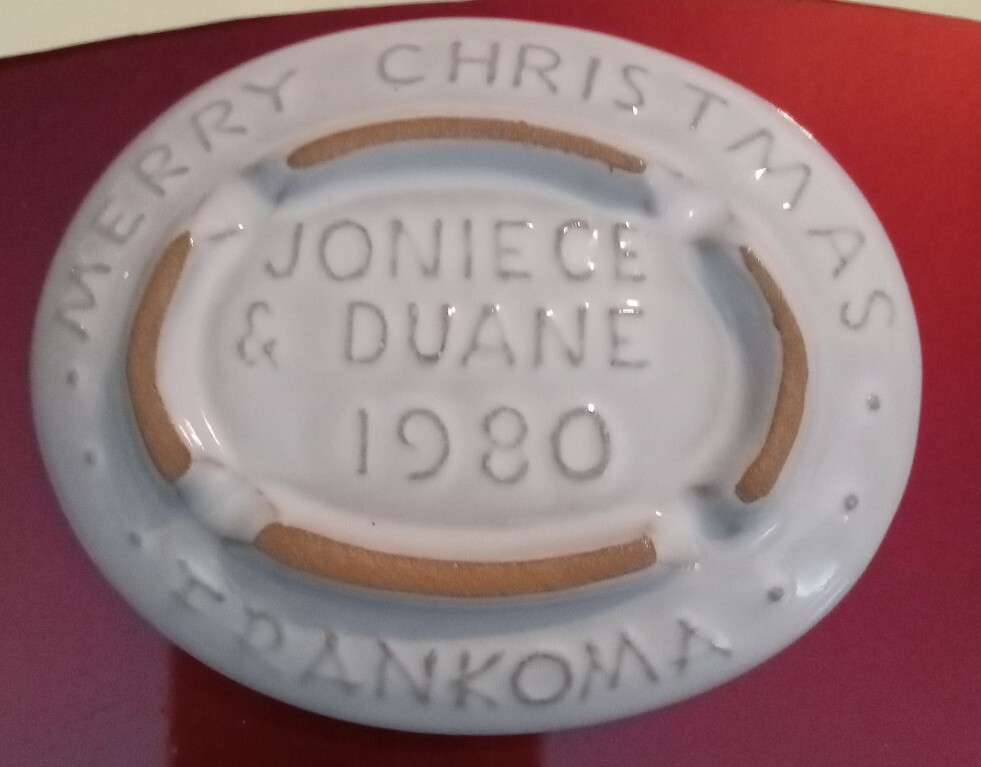 MERRY CHRISTMAS
JONIECE
& DUANE
1980
FRANKOMA